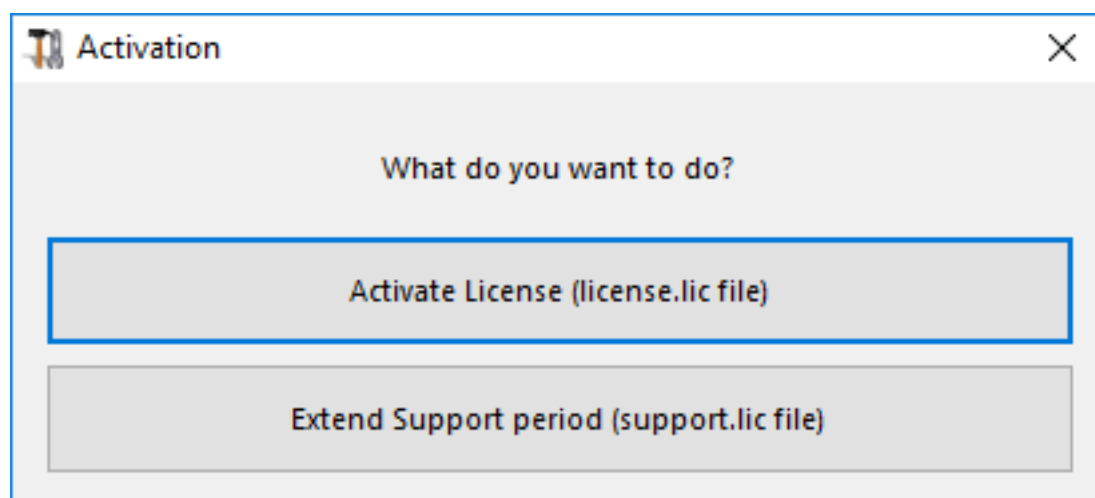 Activation
What do you want to do?
Activate License (license.lic file)
Extend Support period (support.lic file)